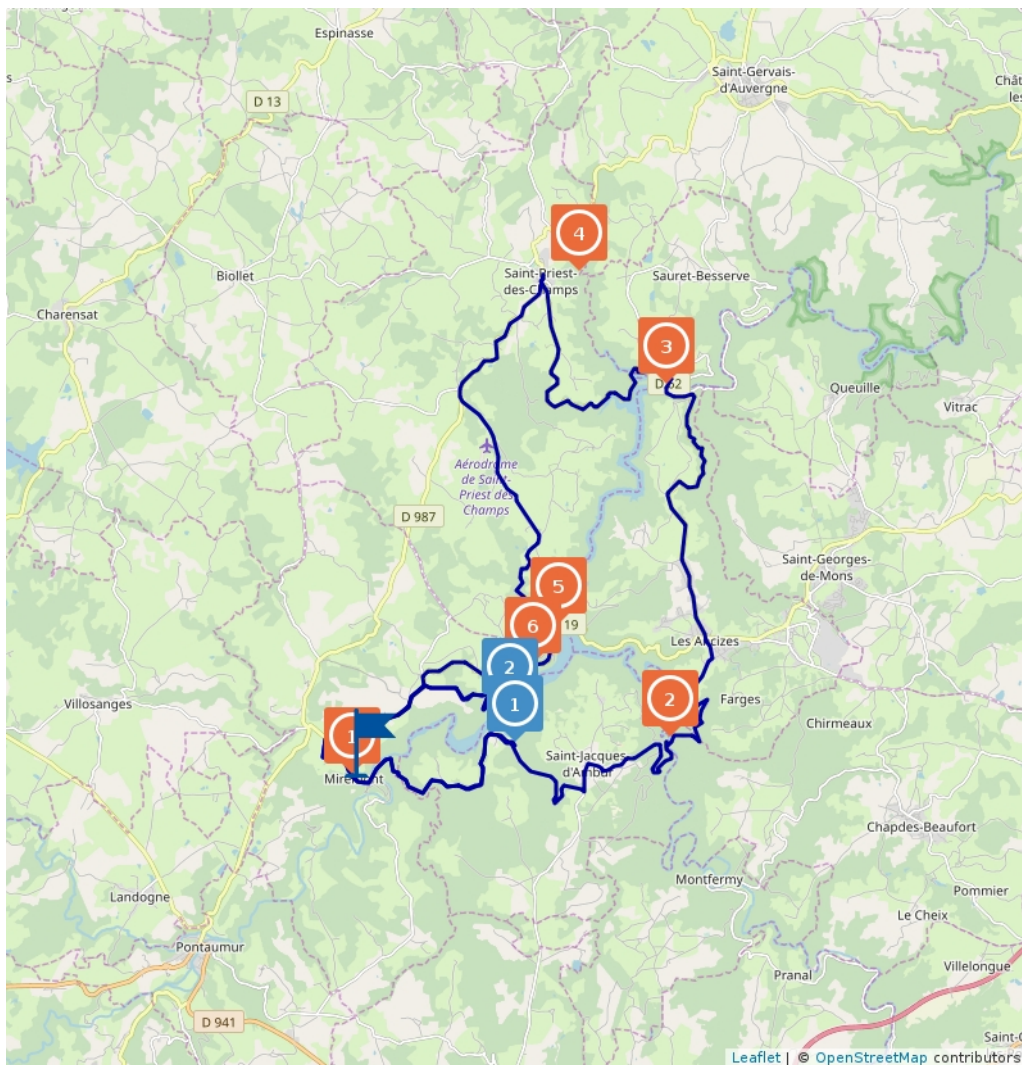 Espinasse
Saint-Gervais-
d'Auvergne
D 13
4
Biollet
Saint-Priest-
des-Champs
Sauret-Besserve
Charensat
3
D 62
Queuille
Vitrac
Aérodrome
de Saint-
Priest des
Champs
D 987
Saint-Georges-
de-Mons
5
6
19
Les Ancizes
2
1
2
Farges
Villosanges
Chirmeaux
1
Saint-Jacques-
d'Ambur
Miremont
Chapdes-Beaufort
Montfermy
Landogne
Pommier
Le Cheix
Pontaumur
Villelongue
Pranal
D 941
Leaflet | © OpenStreetMap contributors